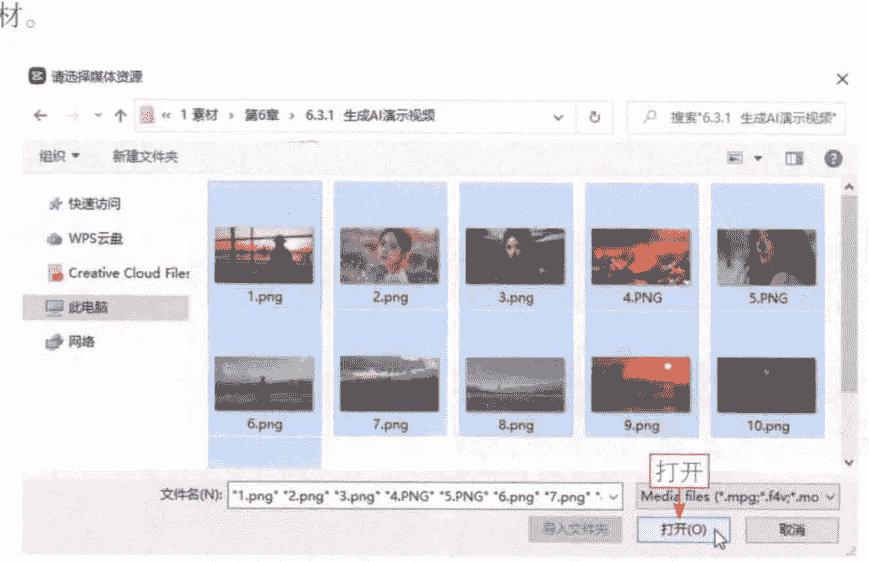 材。
请选择媒体资源
« 1 素材 › 第6章 › 6.3.1 生成AI演示视频
搜索"6.3.1 生成AI演示视频"
组织 新建文件夹
快速访问
WPS云盘
Creative Cloud Files
此电脑
网络
1.png 2.png 3.png 4.PNG 5.PNG
6.png 7.png 8.png 9.png 10.png
打开
文件名(N): "1.png" "2.png" "3.png" "4.PNG" "5.PNG" "6.png" "7.png" ". Media files (*.mpg;*.f4v;*.mo
导入文件夹 打开(O) 取消